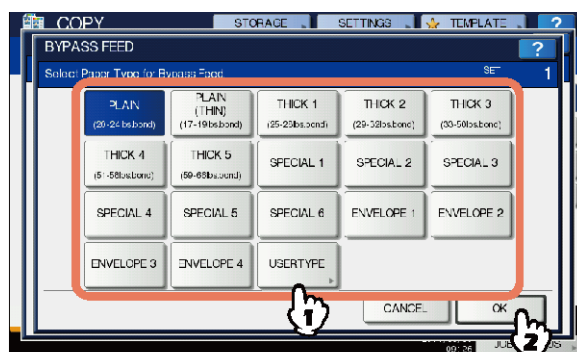 COPY STORAGE SETTINGS TEMPLATE ?
BYPASS FEED ?
Select Paper Type for Bypass Feed SET 1
PLAIN PLAIN THICK 1 THICK 2 THICK 3
(THIN)
(20-24lbs.bond) (17-19lbs.bond) (25-28lbs.bond) (29-32lbs.bond) (33-50lbs.bond)
THICK 4 THICK 5 SPECIAL 1 SPECIAL 2 SPECIAL 3
(51-58lbs.bond) (59-68lbs.bond)
SPECIAL 4 SPECIAL 5 SPECIAL 6 ENVELOPE 1 ENVELOPE 2
ENVELOPE 3 ENVELOPE 4 USERTYPE
1
CANCEL OK
2
09:26